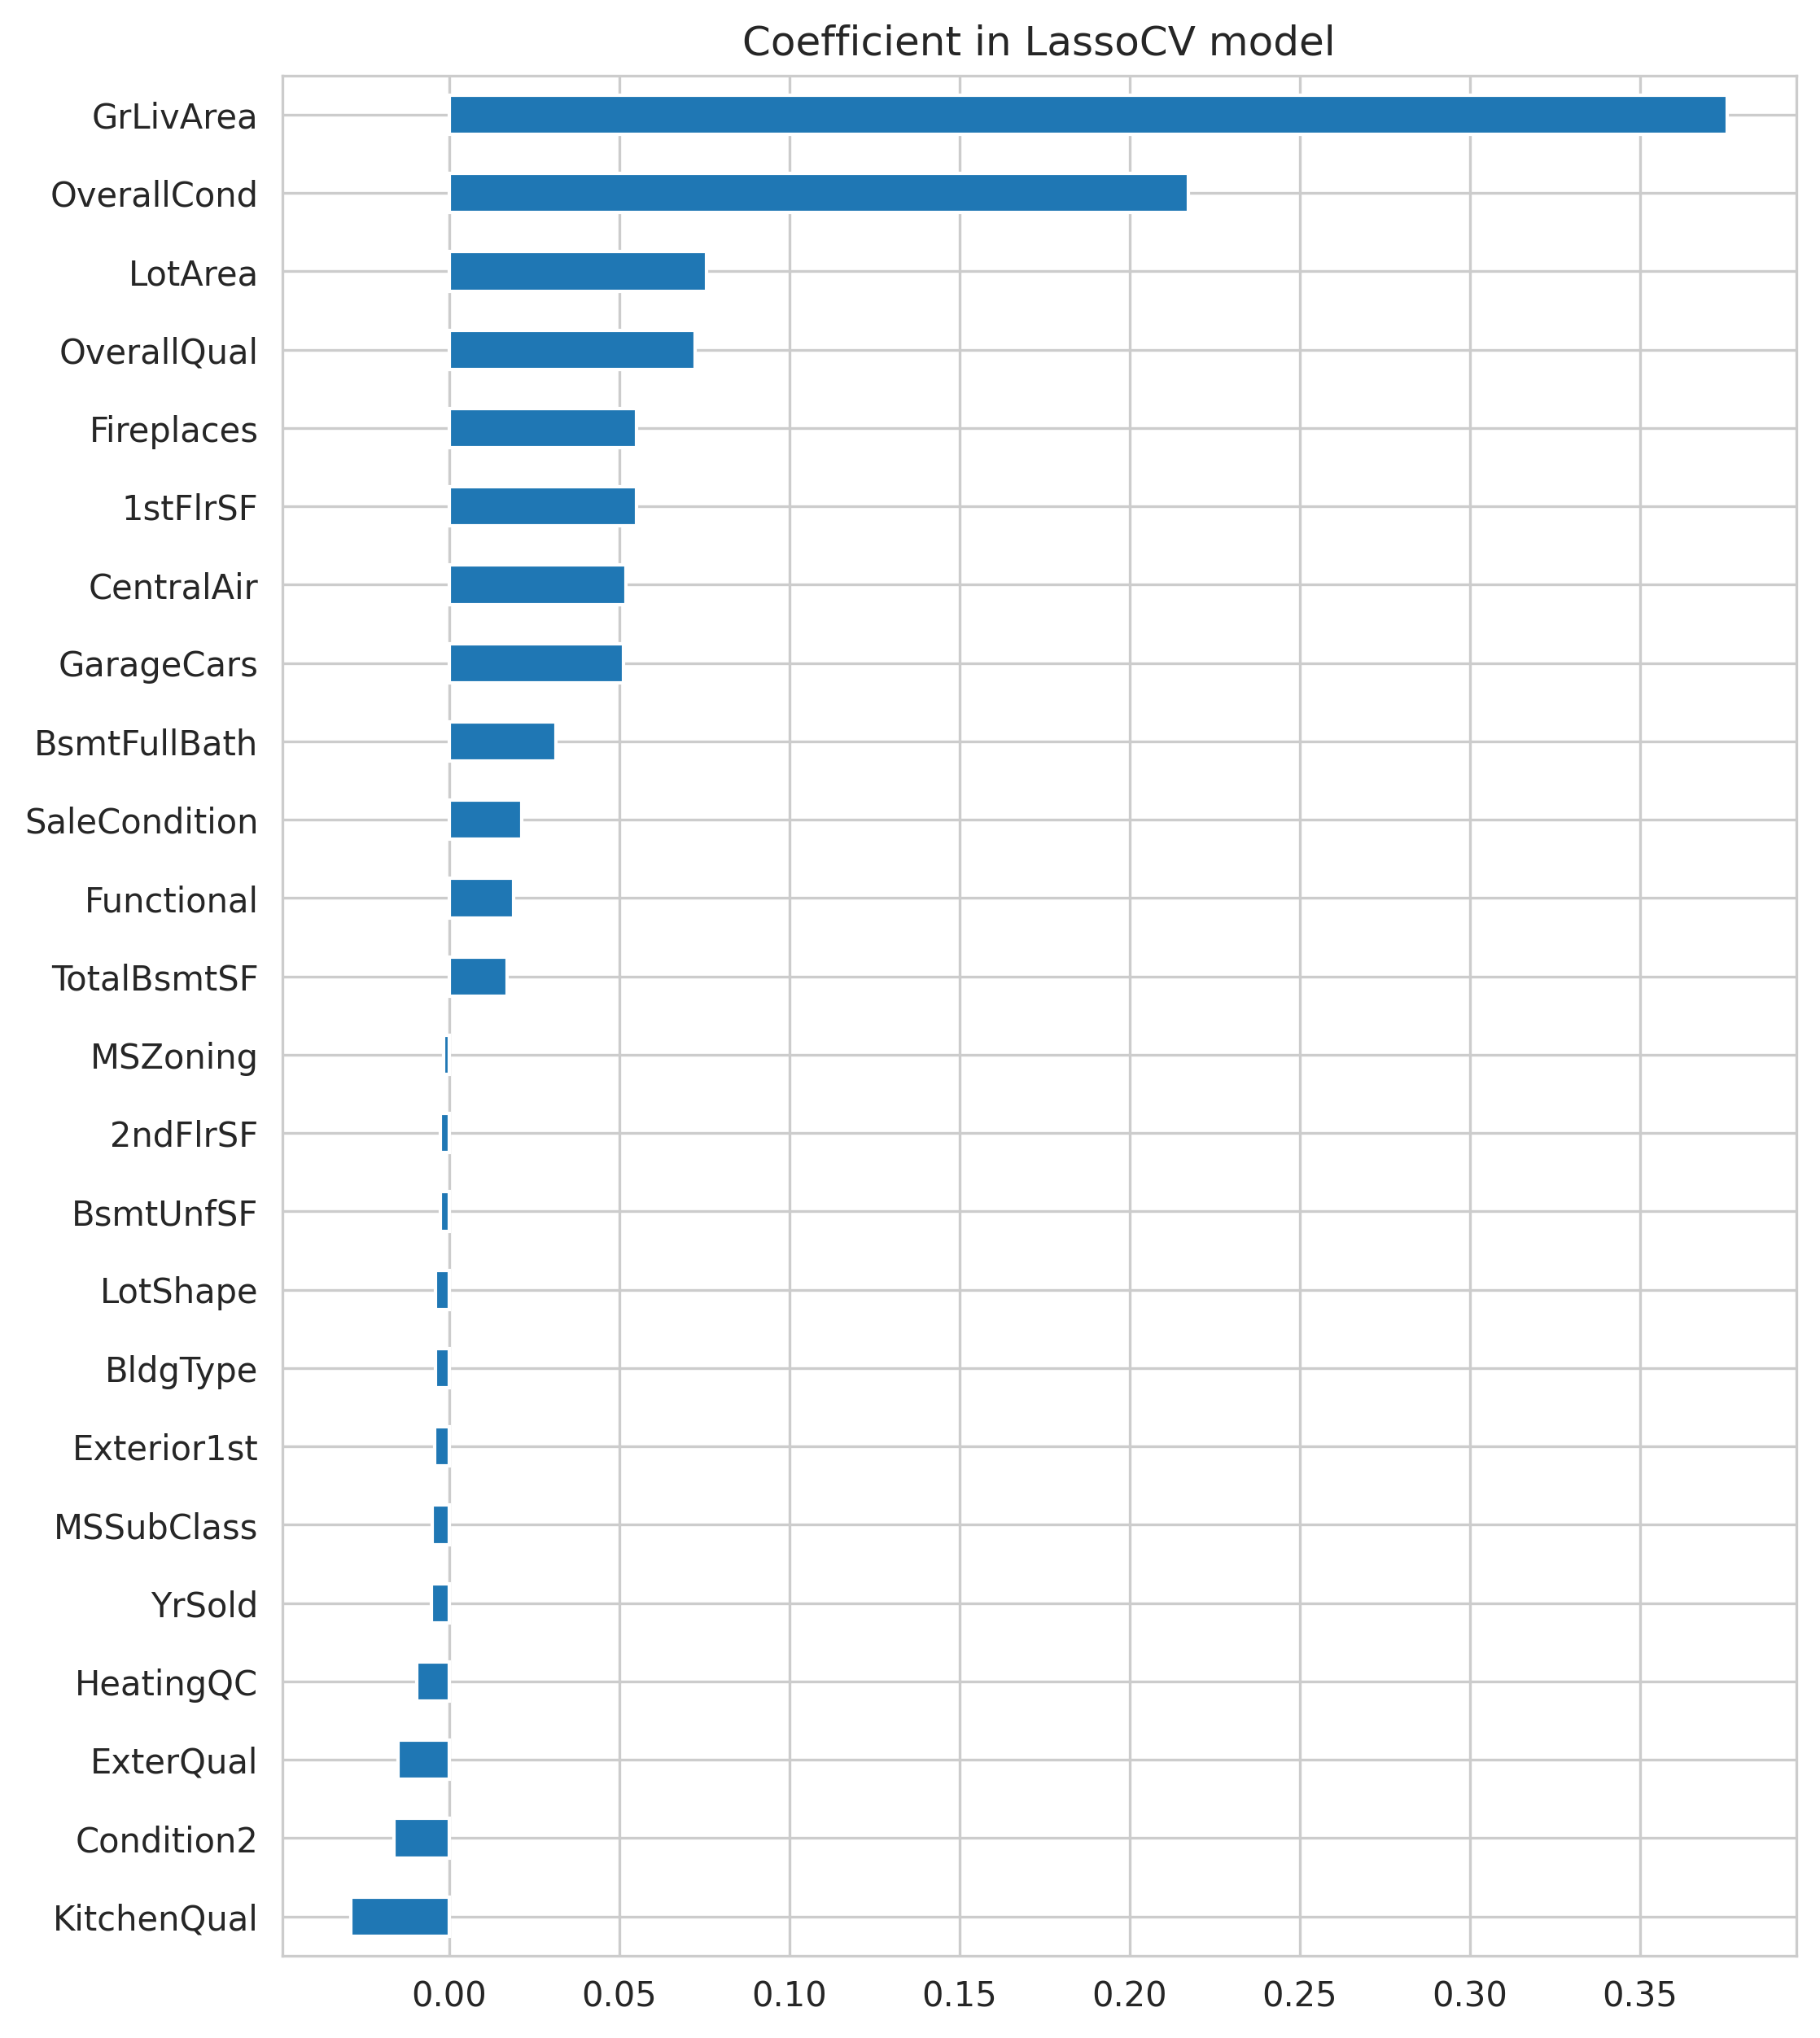 Coefficient in LassoCV model
GrLivArea
OverallCond
LotArea
OverallQual
Fireplaces
1stFlrSF
CentralAir
GarageCars
BsmtFullBath
SaleCondition
Functional
TotalBsmtSF
MSZoning
2ndFlrSF
BsmtUnfSF
LotShape
BldgType
Exterior1st
MSSubClass
YrSold
HeatingQC
ExterQual
Condition2
KitchenQual
0.00 0.05 0.10 0.15 0.20 0.25 0.30 0.35